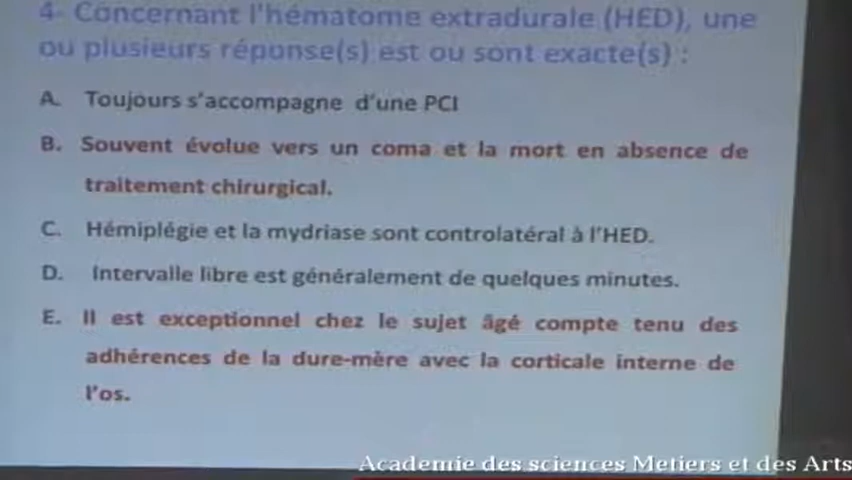 4- Concernant l'hématome extradurale (HED), une
ou plusieurs réponse(s) est ou sont exacte(s) :
A. Toujours s'accompagne d'une PCI
B. Souvent évolue vers un coma et la mort en absence de
traitement chirurgical.
C. Hémiplégie et la mydriase sont controlatéral à l'HED.
D. Intervalle libre est généralement de quelques minutes.
E. Il est exceptionnel chez le sujet âgé compte tenu des
adhérences de la dure-mère avec la corticale interne de
l'os.
Academie des sciences Metiers et des Arts